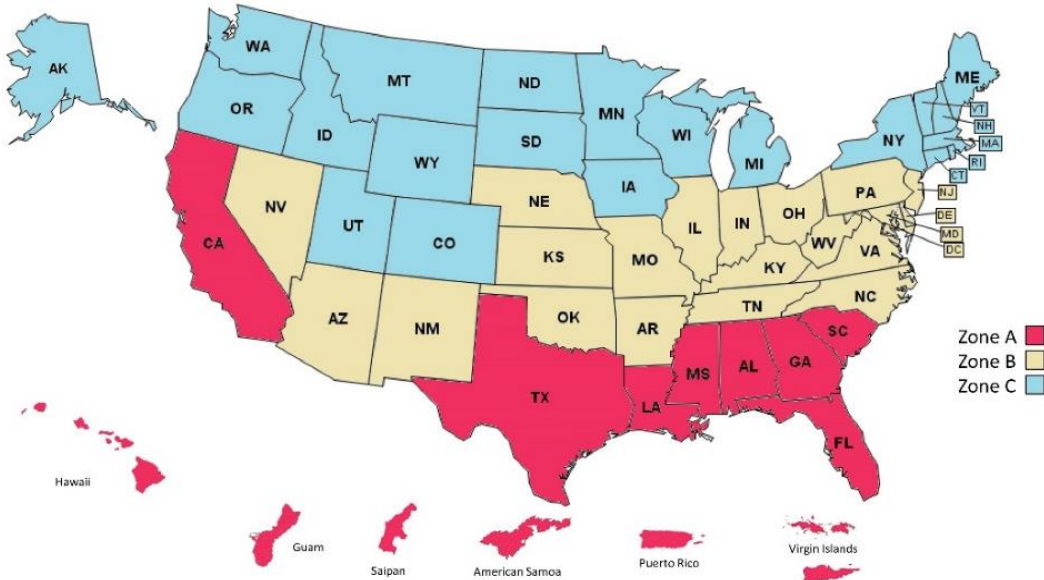 AK
WA
MT
ND
MN
ME
VT
NH
OR
ID
WY
SD
WI
MI
NY
MA
RI
CT
IA
NE
PA
NJ
NV
UT
CO
IL
IN
OH
DE
MD
DC
CA
KS
MO
WV
VA
KY
AZ
NM
OK
AR
TN
NC
SC
TX
LA
MS
AL
GA
FL
Zone A
Zone B
Zone C
Hawaii
Guam
Saipan
American Samoa
Puerto Rico
Virgin Islands